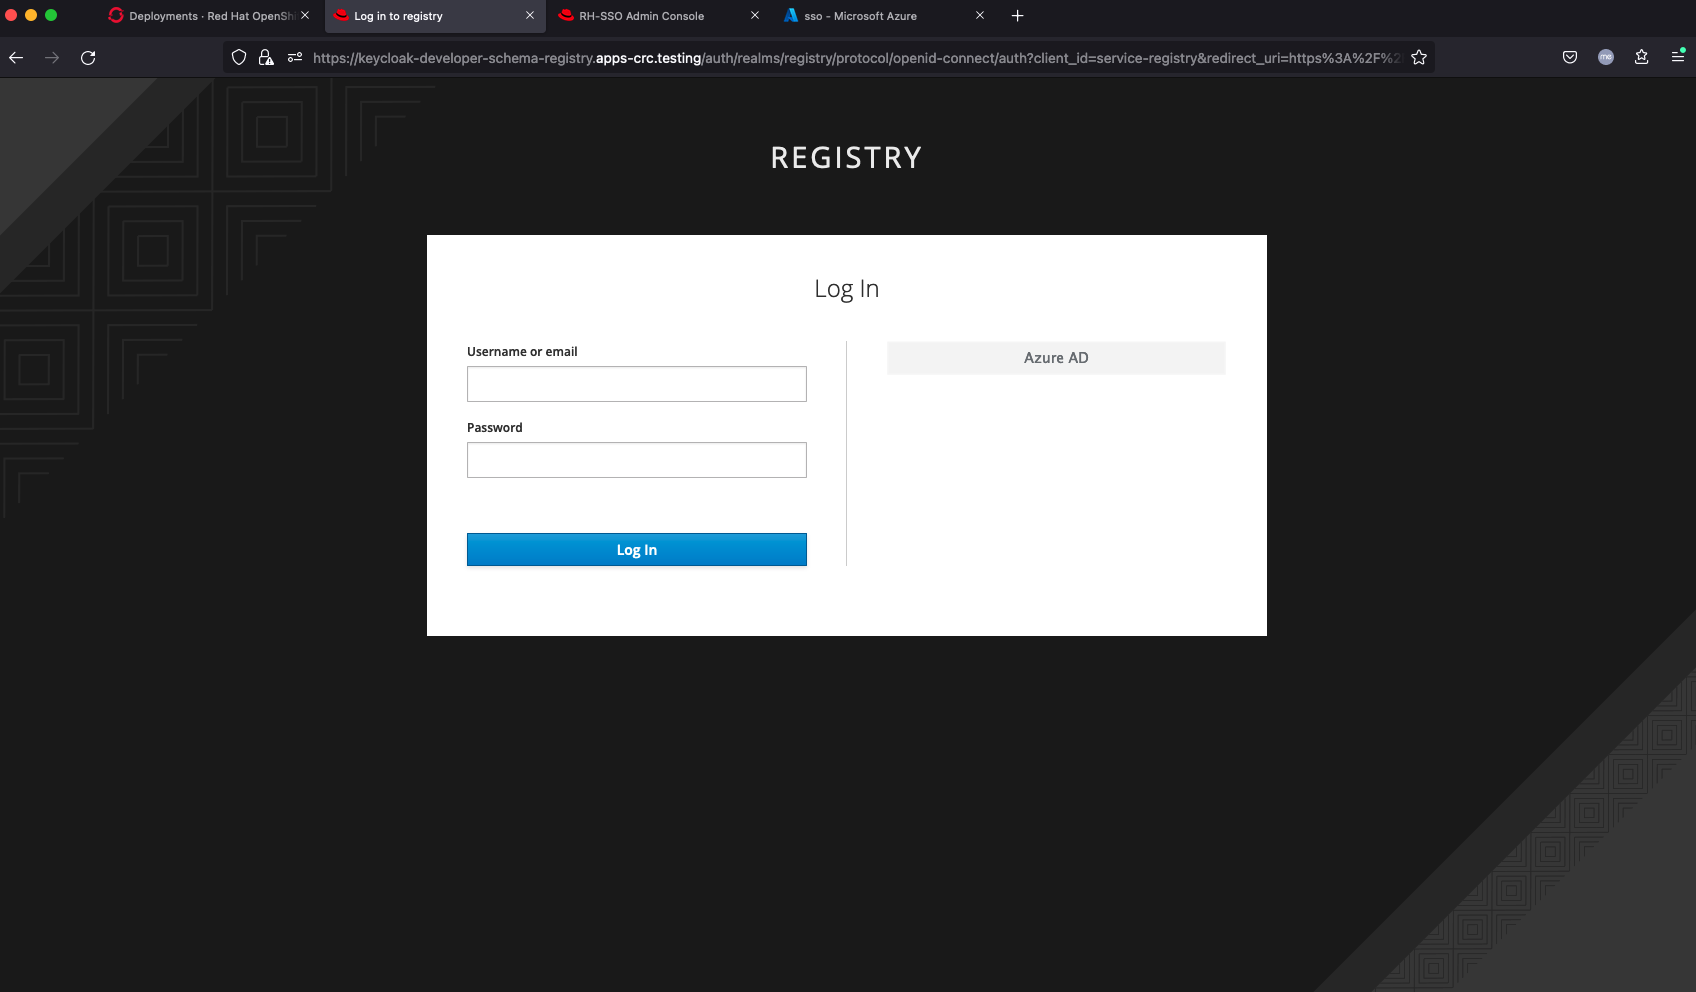 Deployments · Red Hat OpenShi
Log in to registry
RH-SSO Admin Console
sso - Microsoft Azure
https://keycloak-developer-schema-registry.apps-crc.testing/auth/realms/registry/protocol/openid-connect/auth?client_id=service-registry&redirect_uri=https%3A%2F%2
me
REGISTRY
Log In
Username or email
Azure AD
Password
Log In